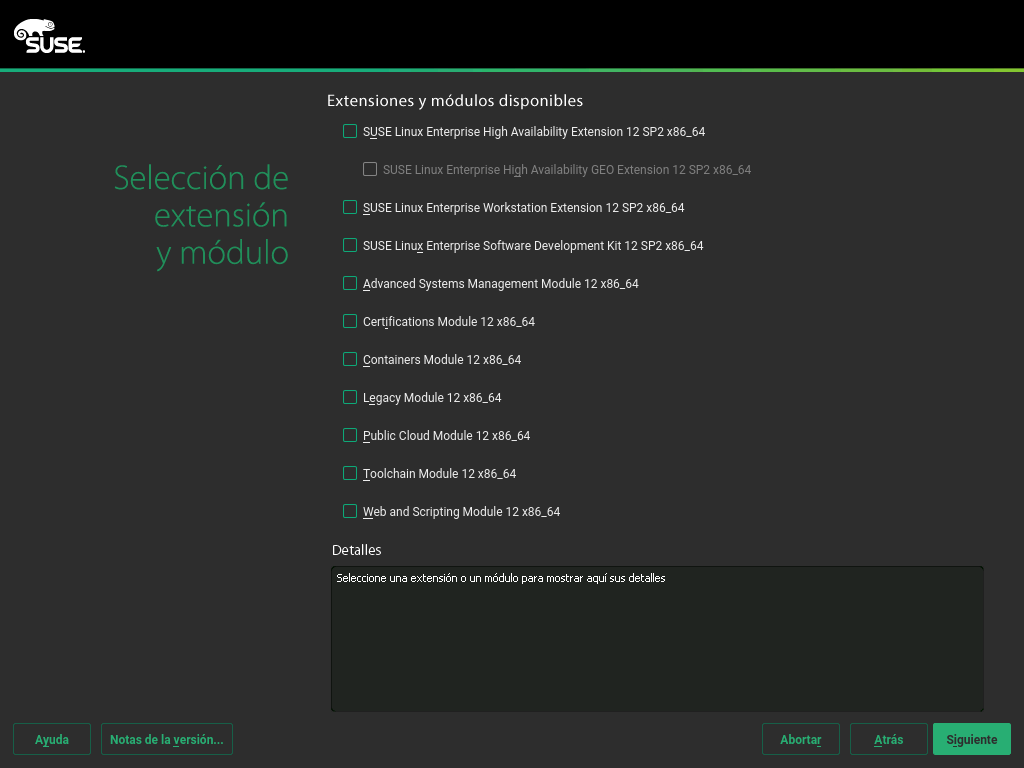 SUSE.
Extensiones y módulos disponibles
SUSE Linux Enterprise High Availability Extension 12 SP2 x86_64
SUSE Linux Enterprise High Availability GEO Extension 12 SP2 x86_64
SUSE Linux Enterprise Workstation Extension 12 SP2 x86_64
SUSE Linux Enterprise Software Development Kit 12 SP2 x86_64
Advanced Systems Management Module 12 x86_64
Certifications Module 12 x86_64
Containers Module 12 x86_64
Legacy Module 12 x86_64
Public Cloud Module 12 x86_64
Toolchain Module 12 x86_64
Web and Scripting Module 12 x86_64
Selección de
extensión
y módulo
Detalles
Seleccione una extensión o un módulo para mostrar aquí sus detalles
Ayuda
Notas de la versión...
Abortar
Atrás
Siguiente